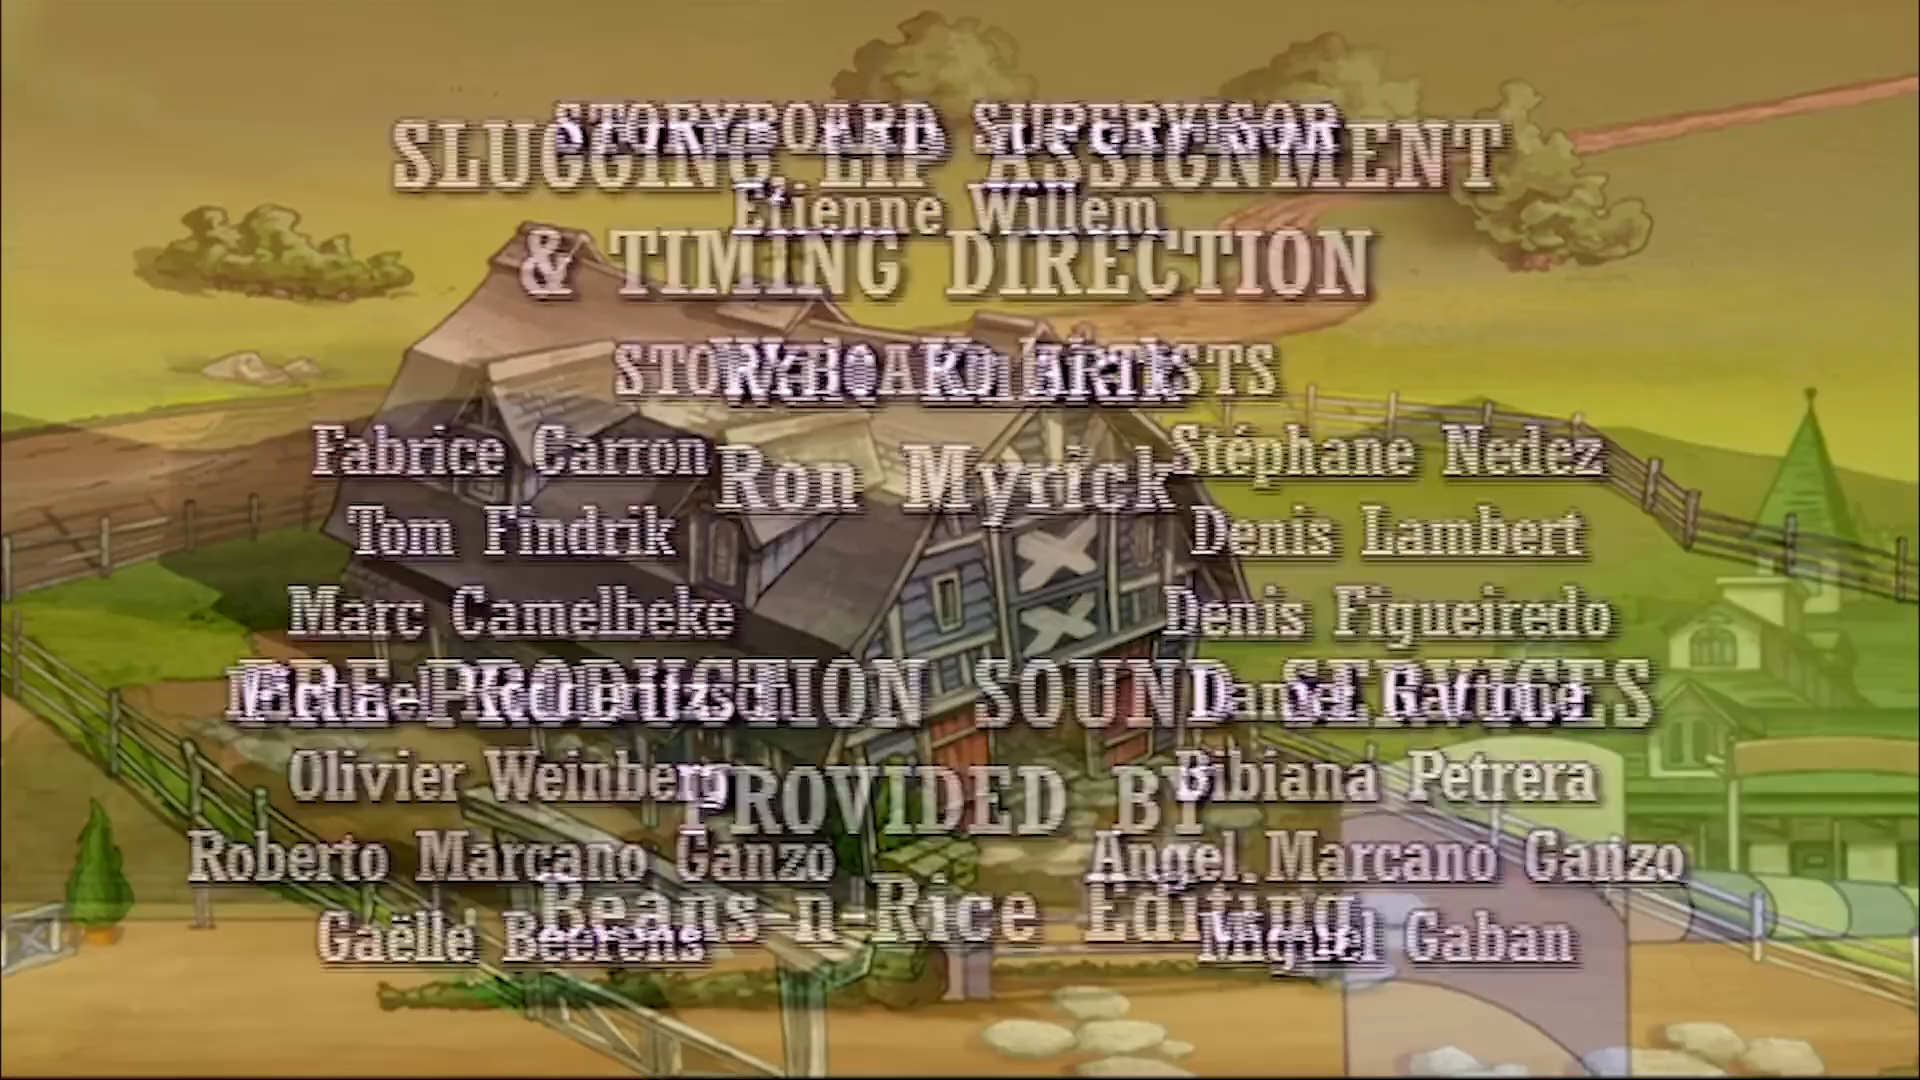 STORYBOARD SUPERVISOR
Etienne Willem
STORYBOARD ARTISTS
Fabrice Carron Stéphane Nedez
Tom Findrik Denis Lambert
Marc Camelbeke Denis Figueiredo
Daniel
Olivier Weinberg Bibiana Petrera
Roberto Marcano Ganzo Angel Marcano Ganzo
Gaëlle Beerens Miguel Gaban
SLUGGING LIP ASSIGNMENT
& TIMING DIRECTION
Ron Myrick
PRE-PRODUCTION SOUND SERVICES
PROVIDED BY
Beans-n-Rice Editing